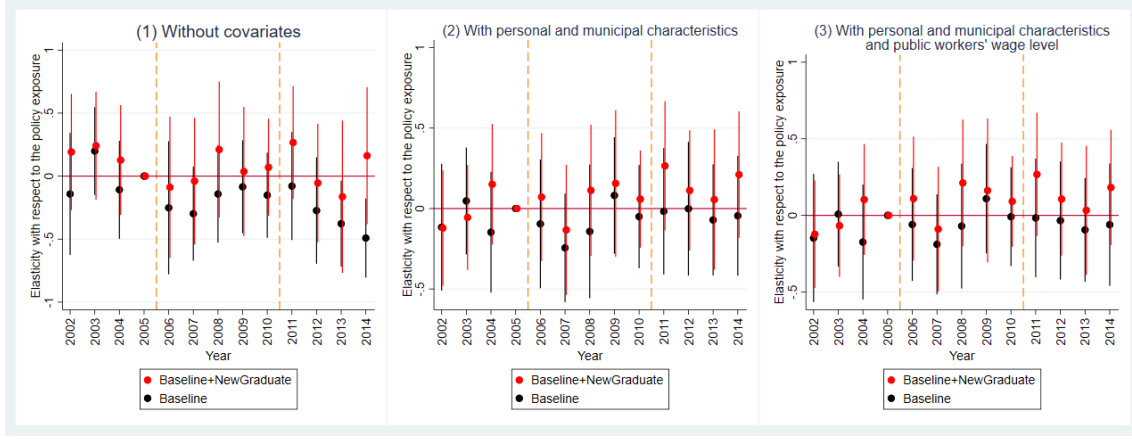 (1) Without covariates
Elasticity with respect to the policy exposure
1
.5
0
-.5
-1
2002 2003 2004 2005 2006 2007 2008 2009 2010 2011 2012 2013 2014
Year
Baseline+NewGraduate
Baseline
(2) With personal and municipal characteristics
Elasticity with respect to the policy exposure
1
.5
0
-.5
2002 2003 2004 2005 2006 2007 2008 2009 2010 2011 2012 2013 2014
Year
Baseline+NewGraduate
Baseline
(3) With personal and municipal characteristics
and public workers' wage level
Elasticity with respect to the policy exposure
1
.5
0
-.5
2002 2003 2004 2005 2006 2007 2008 2009 2010 2011 2012 2013 2014
Year
Baseline+NewGraduate
Baseline